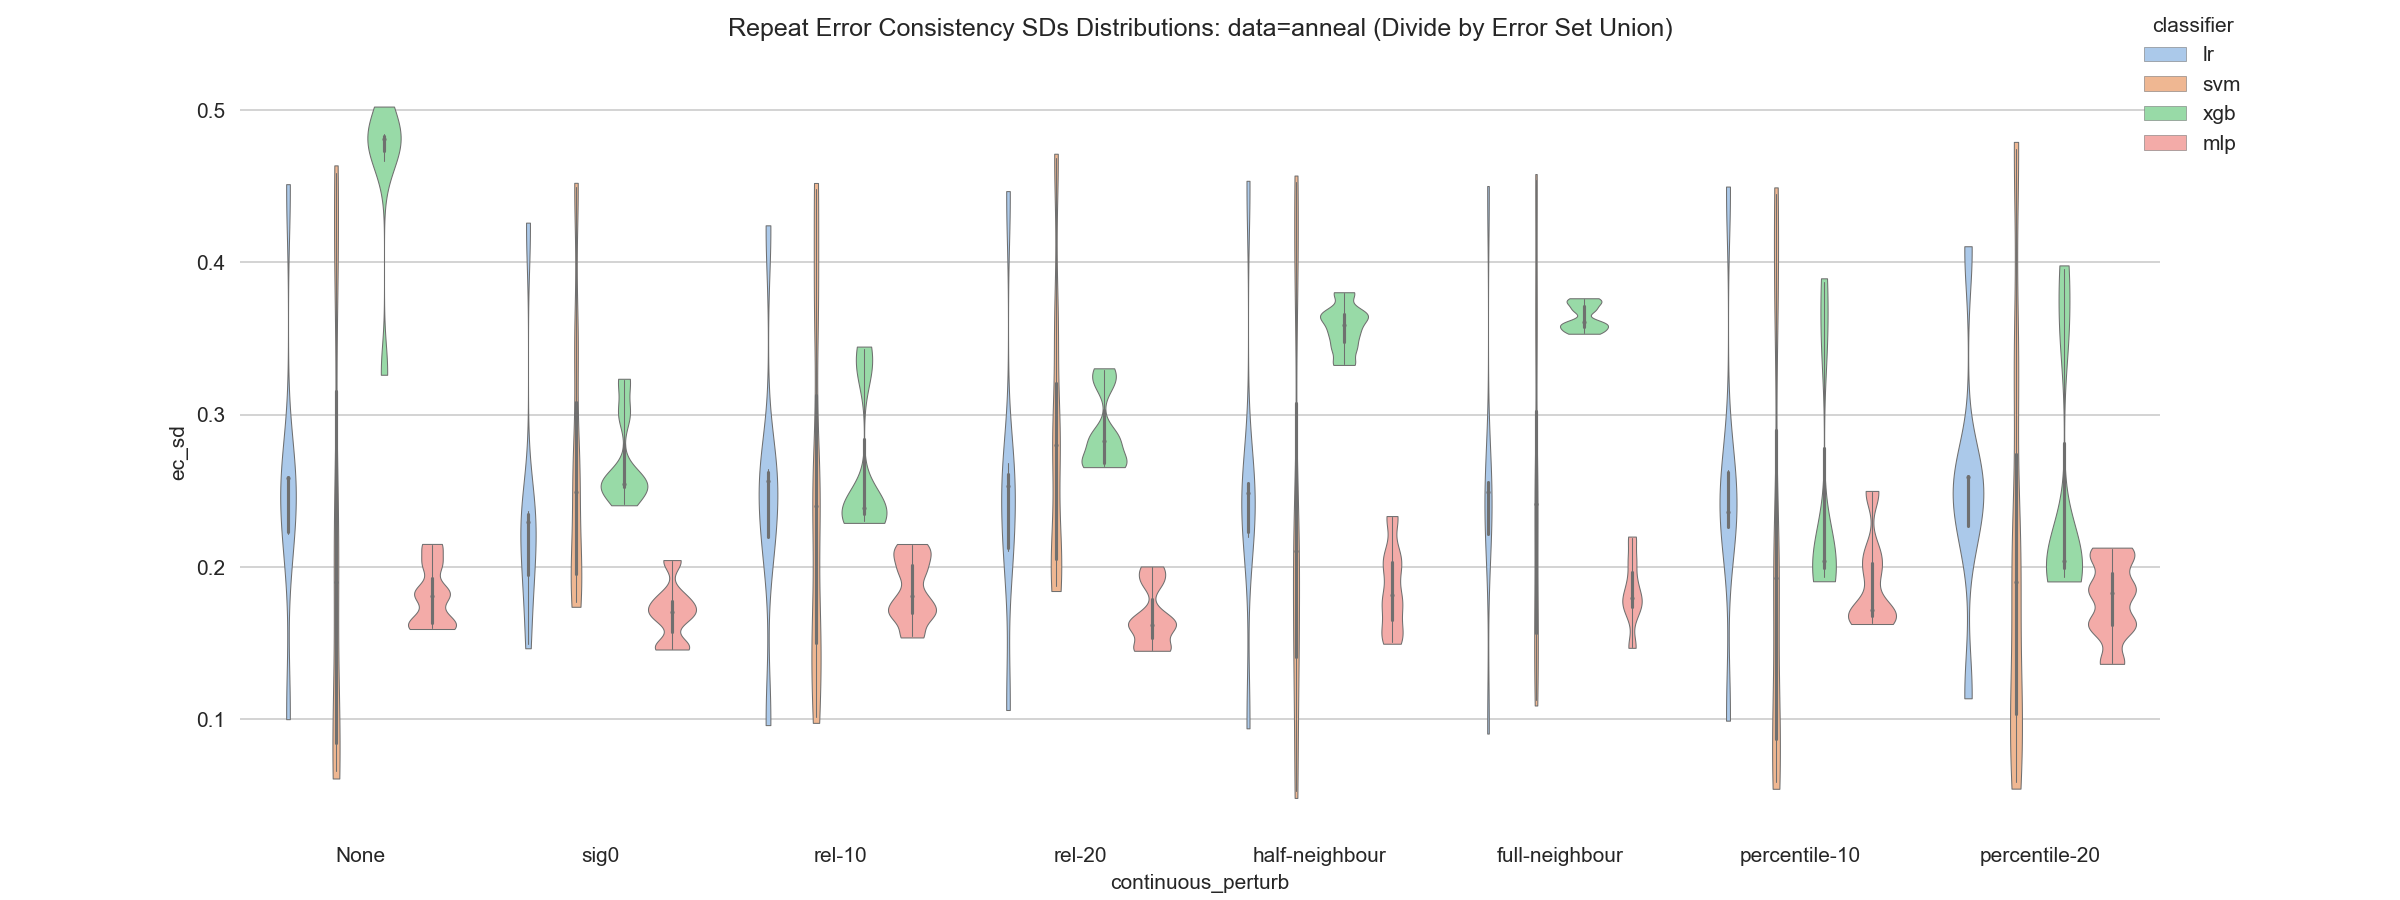 Repeat Error Consistency SDs Distributions: data=anneal (Divide by Error Set Union)
classifier
lr
svm
xgb
mlp
0.5
0.4
0.3
0.2
0.1
ec_sd
None sig0 rel-10 rel-20 half-neighbour full-neighbour percentile-10 percentile-20
continuous_perturb